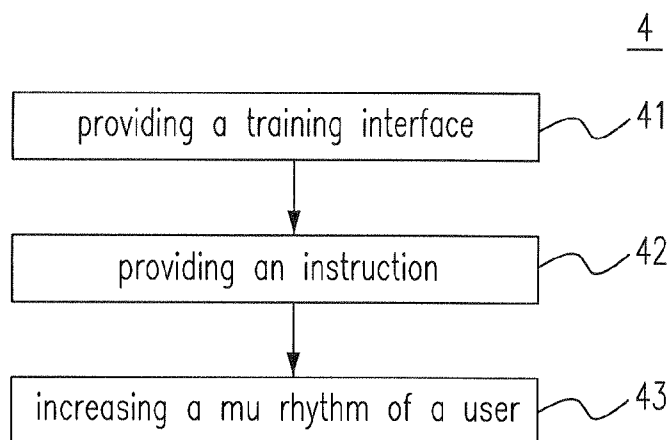 4
providing a training interface
41
providing an instruction
42
increasing a mu rhythm of a user
43